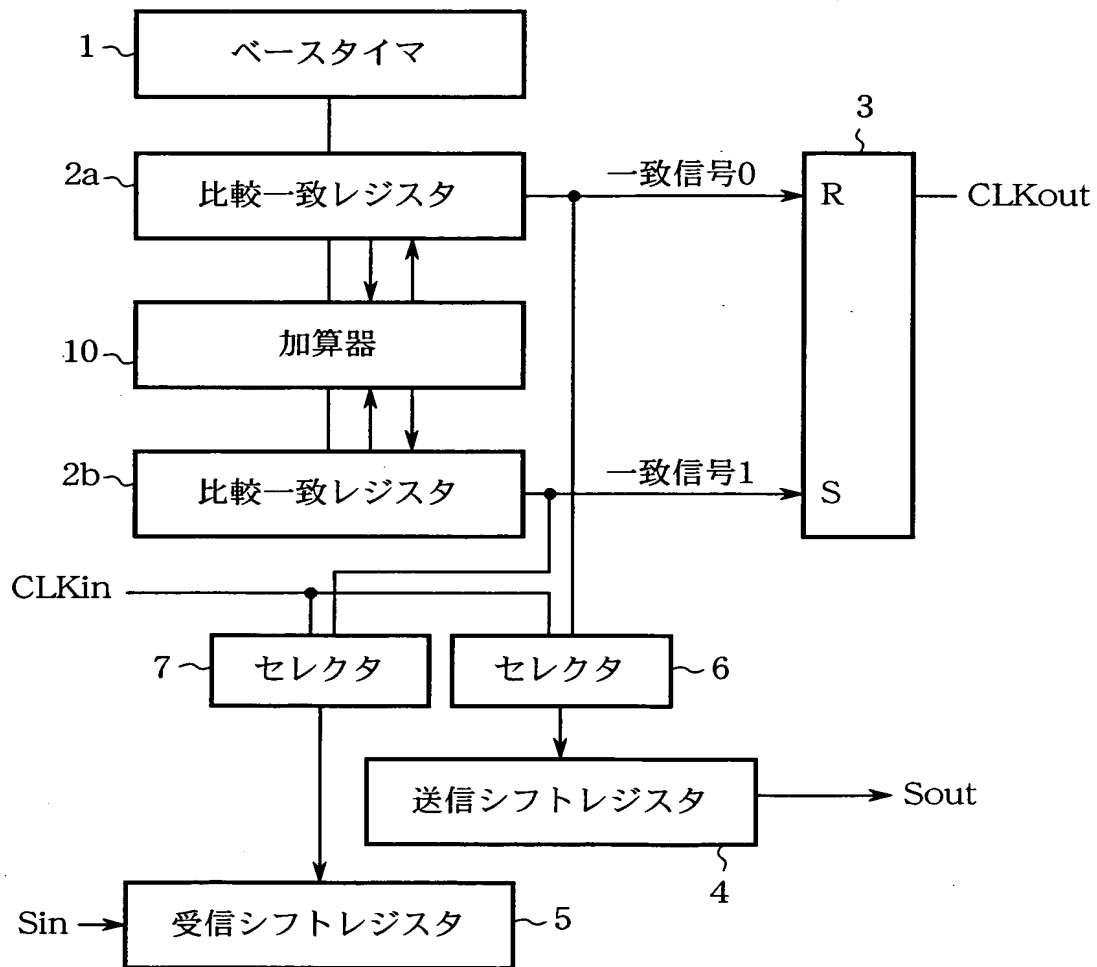 1
ベースタイマ
3
2a
比較一致レジスタ
一致信号0
R
CLKout
10
加算器
2b
比較一致レジスタ
一致信号1
S
CLKin
7
セレクタ
セレクタ
6
送信シフトレジスタ
Sout
4
Sin
受信シフトレジスタ
5